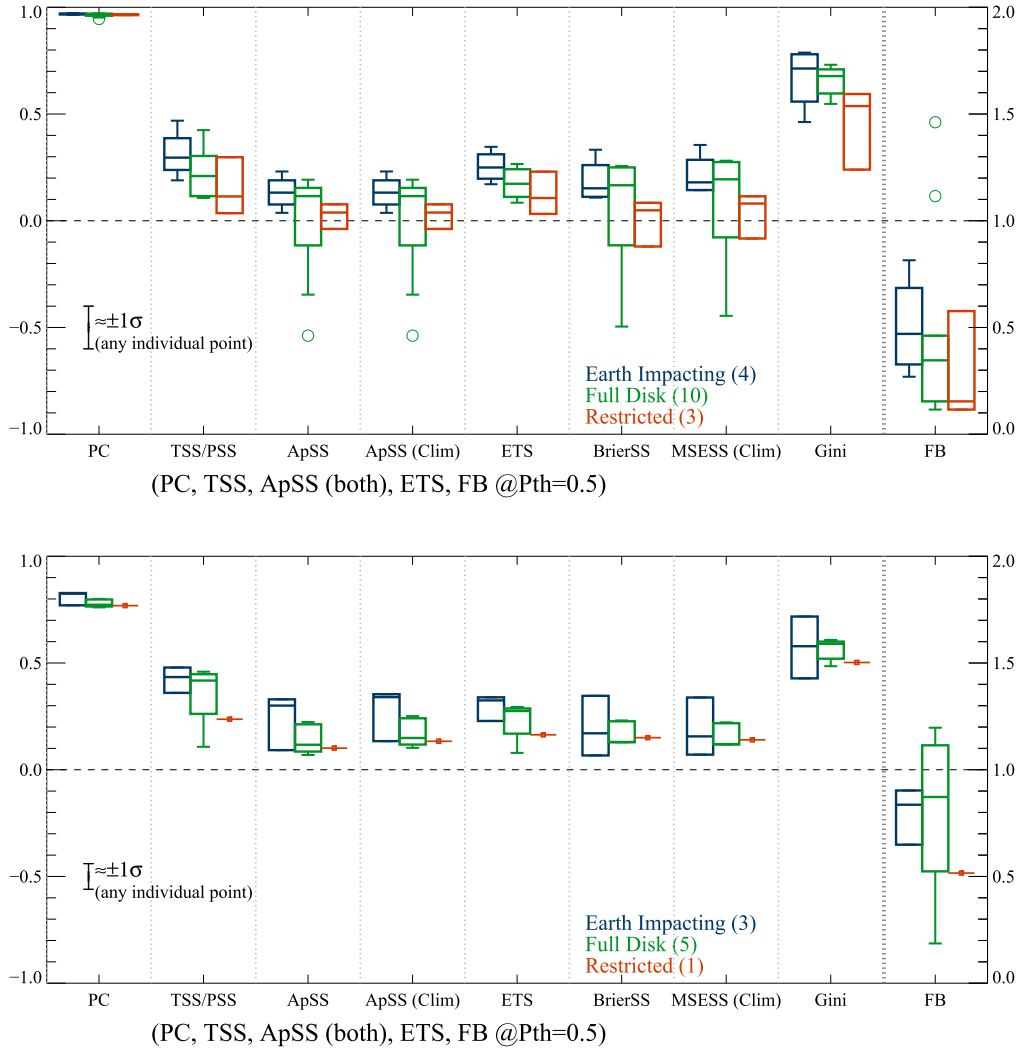 1.0 2.0
0.5 1.5
0.0 1.0
≈±1σ
−0.5 (any individual point) 0.5
Earth Impacting (4)
Full Disk (10)
Restricted (3)
−1.0 0.0
PC TSS/PSS ApSS ApSS (Clim) ETS BrierSS MSESS (Clim) Gini FB
(PC, TSS, ApSS (both), ETS, FB @Pth=0.5)
1.0 2.0
0.5 1.5
0.0 1.0
≈±1σ
−0.5 (any individual point) 0.5
Earth Impacting (3)
Full Disk (5)
Restricted (1)
−1.0 0.0
PC TSS/PSS ApSS ApSS (Clim) ETS BrierSS MSESS (Clim) Gini FB
(PC, TSS, ApSS (both), ETS, FB @Pth=0.5)